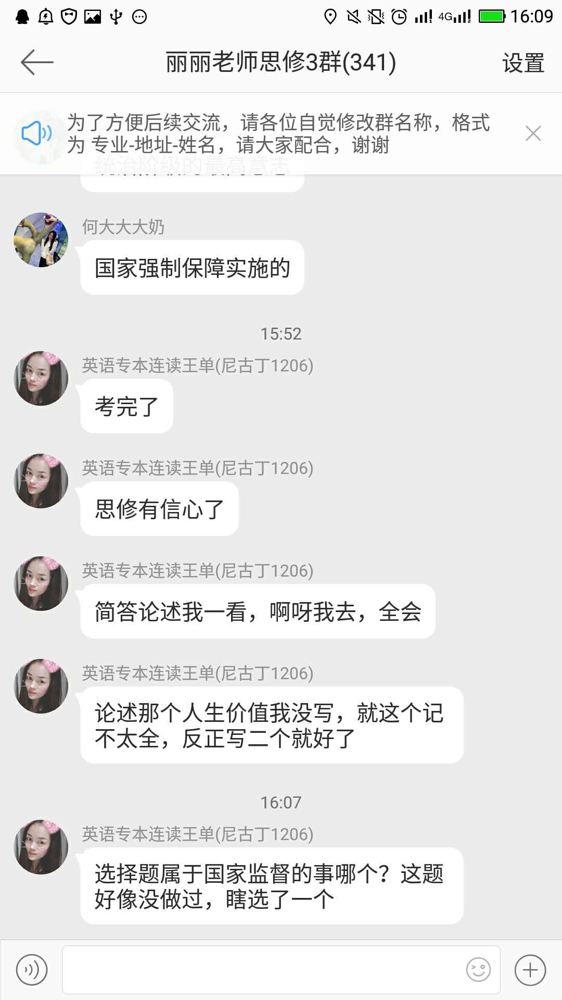 4G
16:09
丽丽老师思修3群(341)
设置
为了方便后续交流，请各位自觉修改群名称，格式
为 专业-地址-姓名，请大家配合，谢谢
统治阶级的最高意志
何大大大奶
国家强制保障实施的
15:52
英语专本连读王单(尼古丁1206)
考完了
英语专本连读王单(尼古丁1206)
思修有信心了
英语专本连读王单(尼古丁1206)
简答论述我一看，啊呀我去，全会
英语专本连读王单(尼古丁1206)
论述那个人生价值我没写，就这个记
不太全，反正写二个就好了
16:07
英语专本连读王单(尼古丁1206)
选择题属于国家监督的事哪个？这题
好像没做过，瞎选了一个